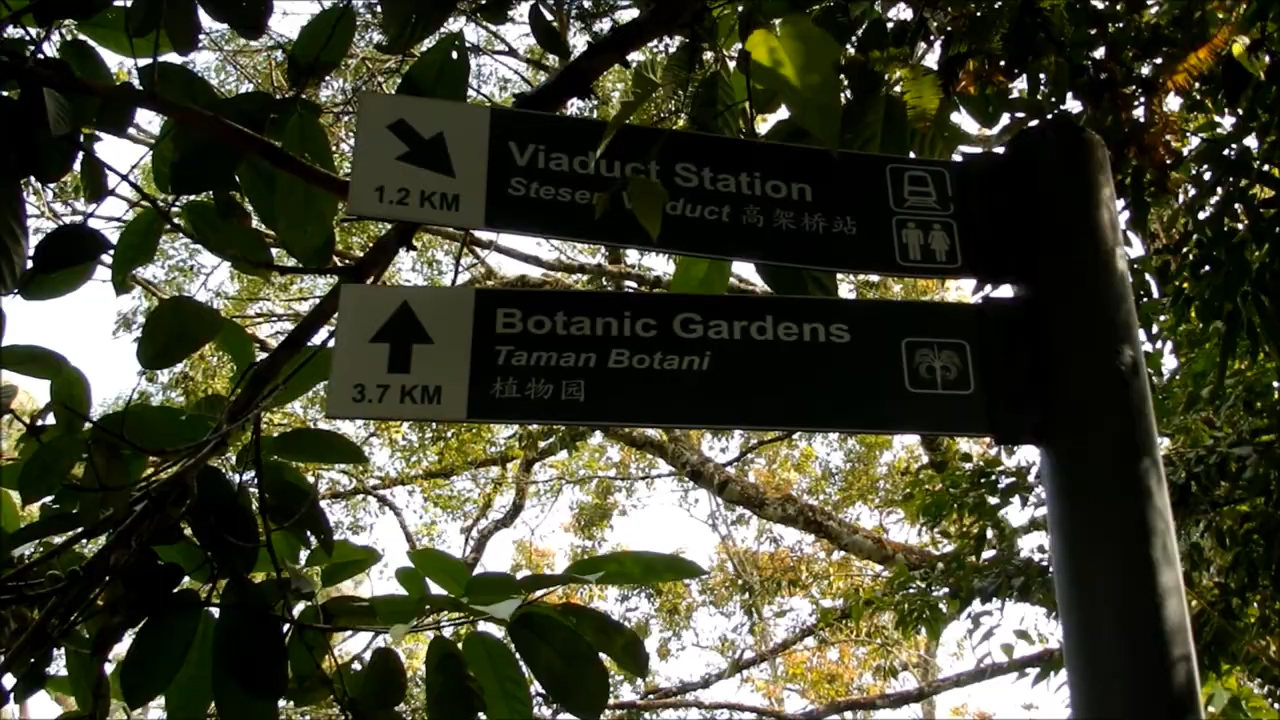 1.2 KM
Viaduct Station
Stesen Viaduct 高架桥站
3.7 KM
Botanic Gardens
Taman Botani
植物园